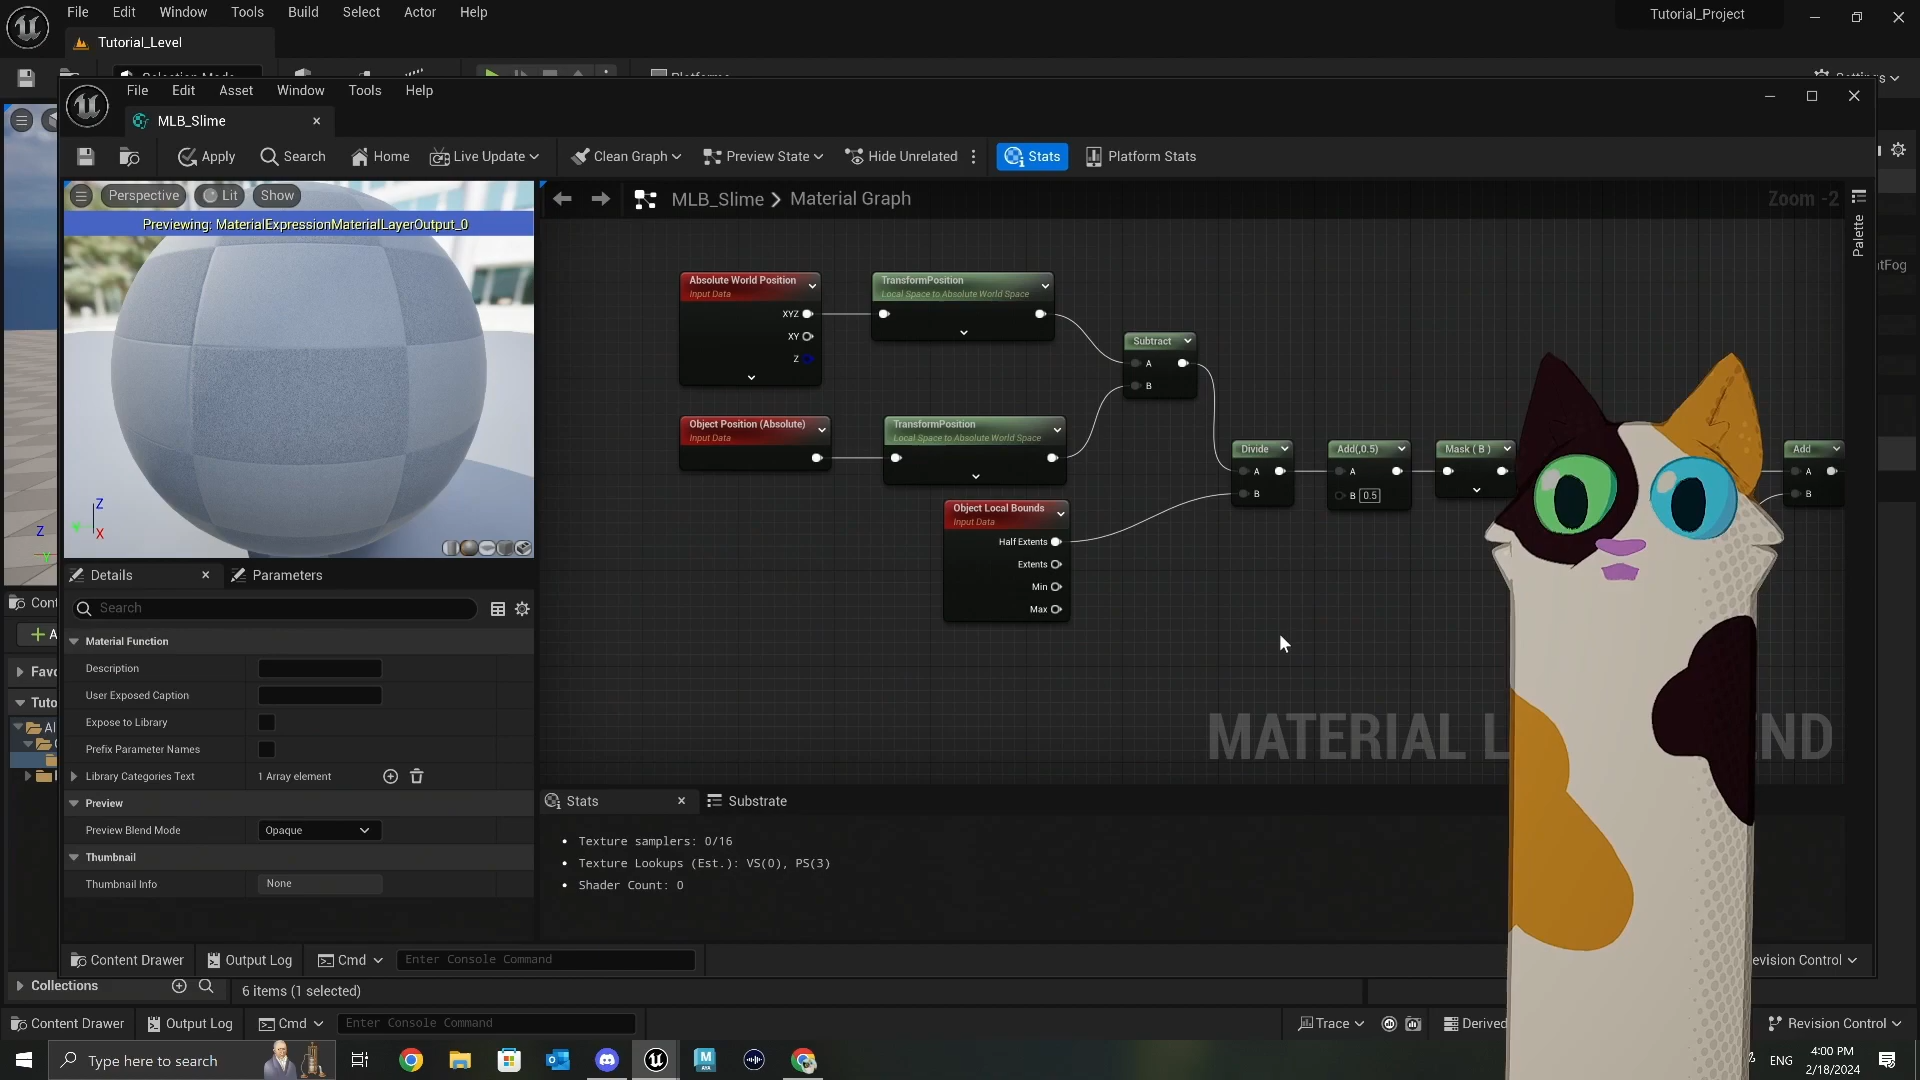 File Edit Window Tools Build Select Actor Help
Tutorial_Project
Tutorial_Level
File Edit Asset Window Tools Help
MLB_Slime
Apply Search Home Live Update Clean Graph Preview State Hide Unrelated Stats Platform Stats
Perspective Lit Show
Previewing: MaterialExpressionMaterialLayerOutput_0
MLB_Slime > Material Graph
Zoom -2
Palette
Absolute World Position
Input Data
XYZ
XY
Z
TransformPosition
Local Space to Absolute World Space
Subtract
A
B
Object Position (Absolute)
Input Data
TransformPosition
Local Space to Absolute World Space
Object Local Bounds
Input Data
Half Extents
Extents
Min
Max
Divide
A
B
Add(,0.5)
A
B 0.5
Mask ( B )
Add
A
B
Z
X
Z
Y
MATERIAL L
END
Details Parameters
Search
Material Function
Description
User Exposed Caption
Expose to Library
Prefix Parameter Names
Library Categories Text 1 Array element
Preview
Preview Blend Mode Opaque
Thumbnail
Thumbnail Info None
Stats Substrate
Texture samplers: 0/16
Texture Lookups (Est.): VS(0), PS(3)
Shader Count: 0
Content Drawer Output Log Cmd Enter Console Command
evision Control
Collections
6 items (1 selected)
Content Drawer Output Log Cmd Enter Console Command
Trace
Derived
Revision Control
Type here to search
ENG
4:00 PM
2/18/2024